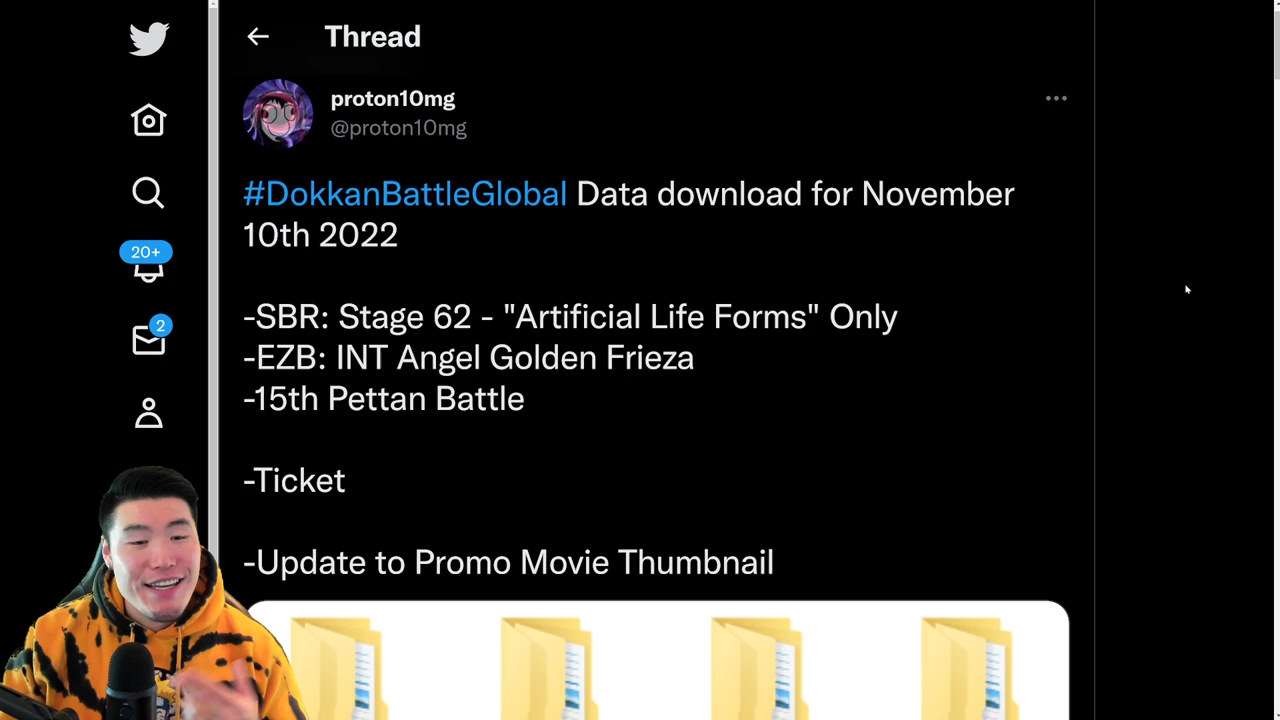 Thread
proton10mg
@proton10mg
#DokkanBattleGlobal Data download for November
10th 2022
-SBR: Stage 62 - "Artificial Life Forms" Only
-EZB: INT Angel Golden Frieza
-15th Pettan Battle
-Ticket
-Update to Promo Movie Thumbnail
20+
2